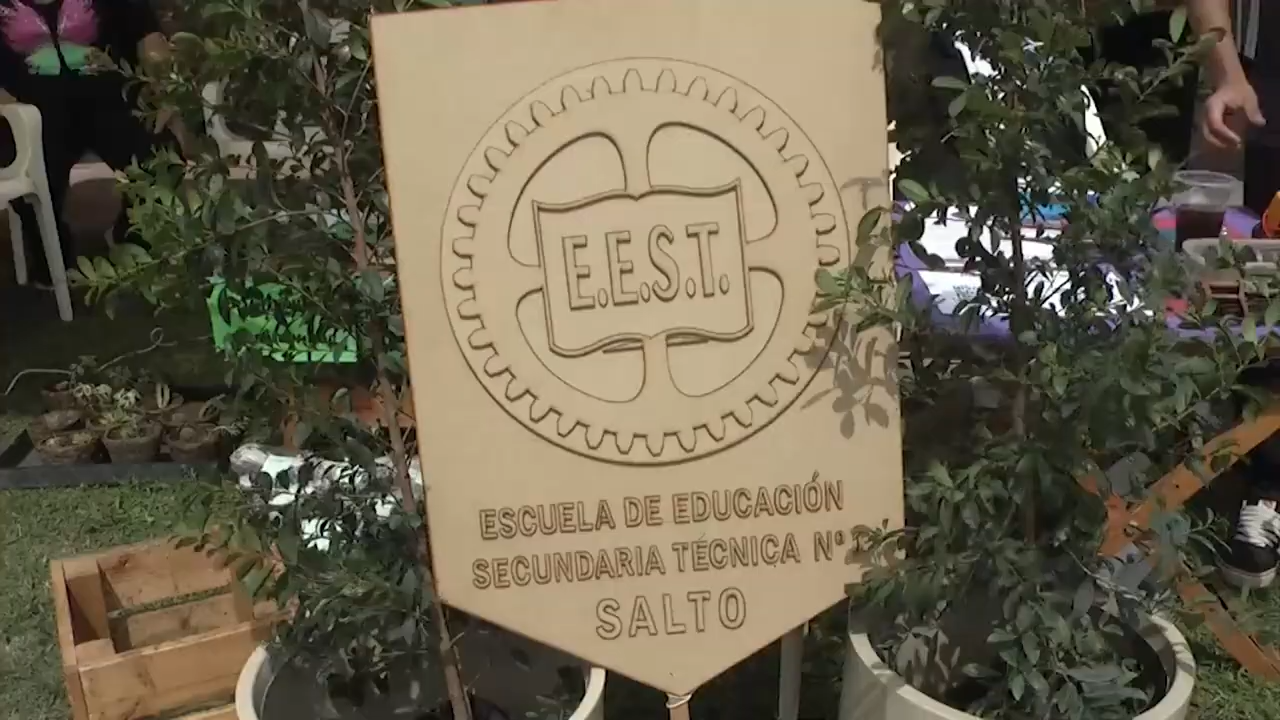 E.E.S.T.
ESCUELA DE EDUCACIÓN
SECUNDARIA TÉCNICA N°
SALTO